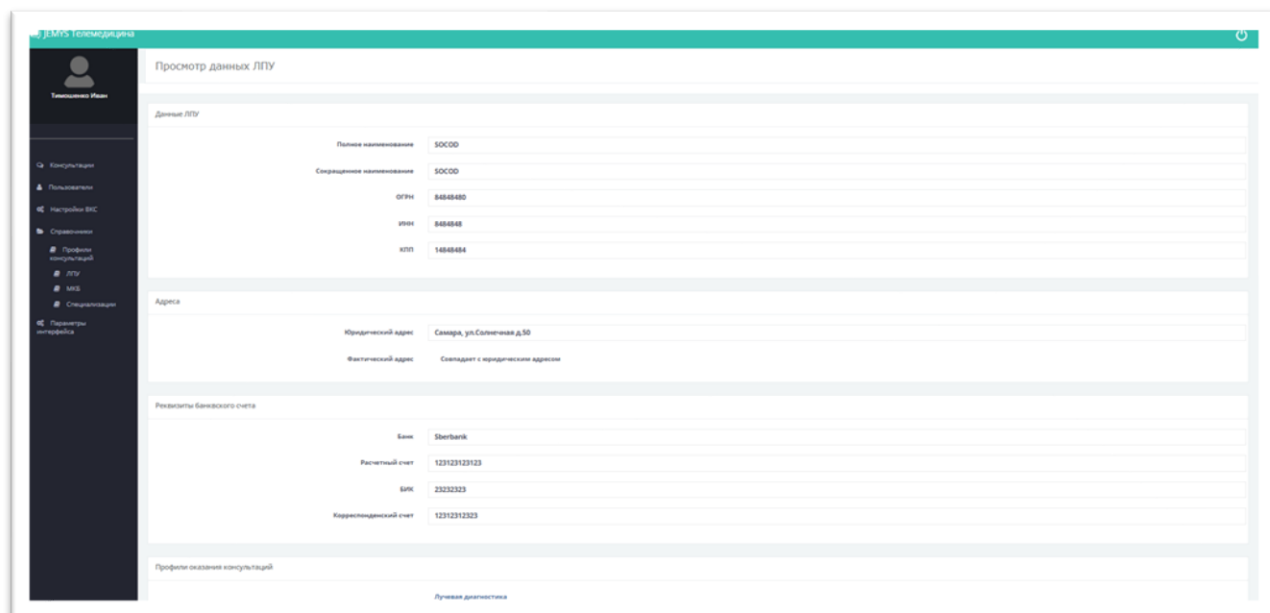 JEMYS Телемедицина
Тимошенко Иван
Консультации
Пользователи
Настройки ВКС
Справочники
Профили
консультаций
ЛПУ
МКБ
Специализации
Параметры
интерфейса
Просмотр данных ЛПУ
Данные ЛПУ
Полное наименование SOCOD
Сокращенное наименование SOCOD
ОГРН 84848480
ИНН 8484848
КПП 14848484
Адреса
Юридический адрес Самара, ул.Солнечная д.50
Фактический адрес Совпадает с юридическим адресом
Реквизиты банквского счета
Банк Sberbank
Расчетный счет 123123123123
БИК 23232323
Корреспонденский счет 12312312323
Профили оказания консультаций
Лучевая диагностика